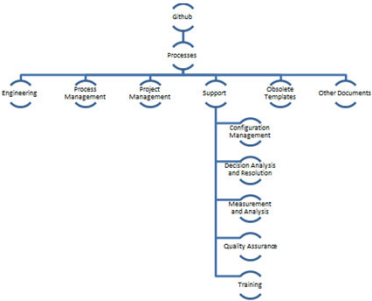 Github
Processes
Engineering
Process
Management
Project
Management
Support
Obsolete
Templates
Other Documents
Configuration
Management
Decision Analysis
and Resolution
Measurement
and Analysis
Quality Assurance
Training